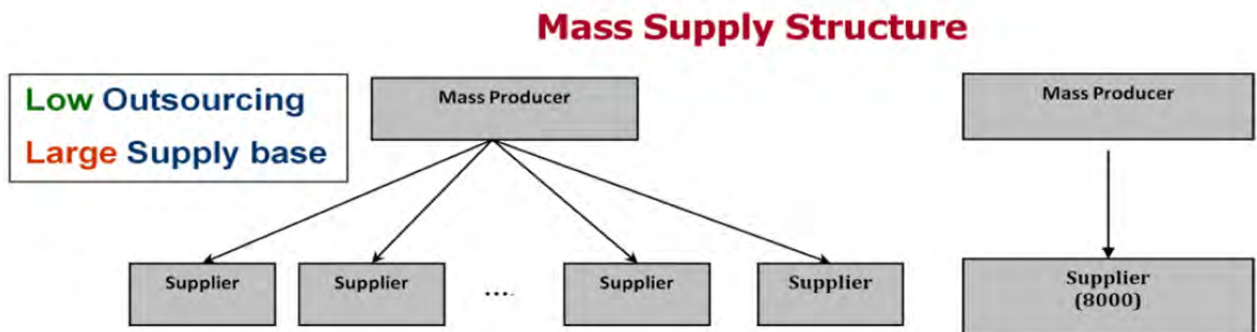 Mass Supply Structure
Low Outsourcing
Large Supply base
Mass Producer
Mass Producer
Supplier
Supplier
....
Supplier
Supplier
Supplier
(8000)